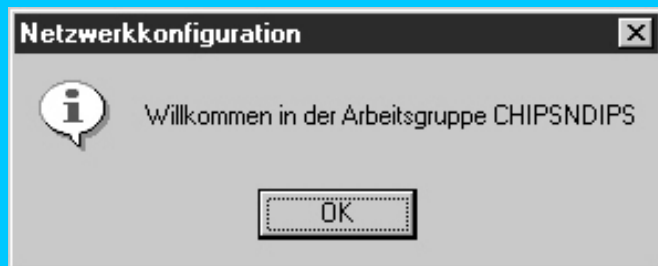 Netzwerkkonfiguration
Willkommen in der Arbeitsgruppe CHIPSNDIPS
OK